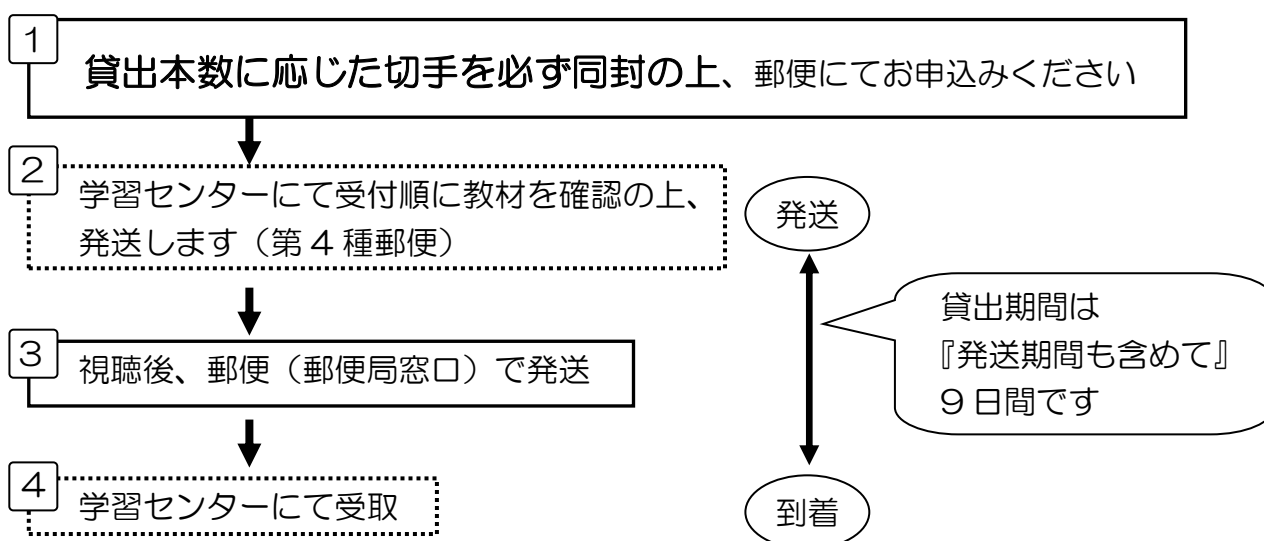 1
貸出本数に応じた切手を必ず同封の上、郵便にてお申込みください
2
学習センターにて受付順に教材を確認の上、
発送します（第4種郵便）
3
視聴後、郵便（郵便局窓口）で発送
4
学習センターにて受取
発送
貸出期間は
『発送期間も含めて』
9日間です
到着